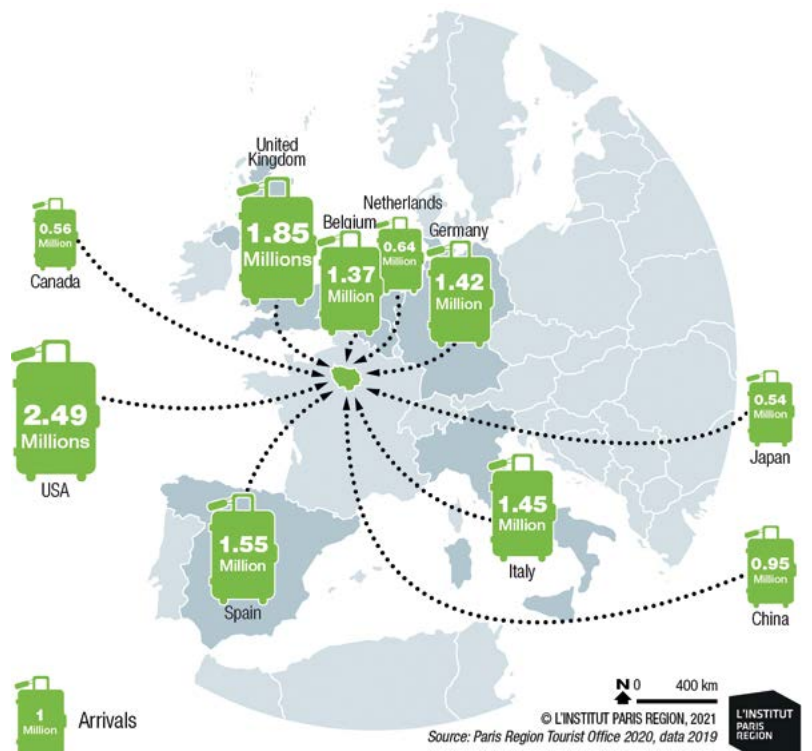 United
Kingdom
1.85
Millions
Netherlands
0.64
Million
Belgium
1.37
Million
Germany
1.42
Million
0.56
Million
Canada
2.49
Millions
USA
0.54
Million
Japan
1.55
Million
Spain
1.45
Million
Italy
0.95
Million
China
1
Million
Arrivals
N 0 400 km
© L'INSTITUT PARIS REGION, 2021
Source: Paris Region Tourist Office 2020, data 2019
L'INSTITUT
PARIS
REGION